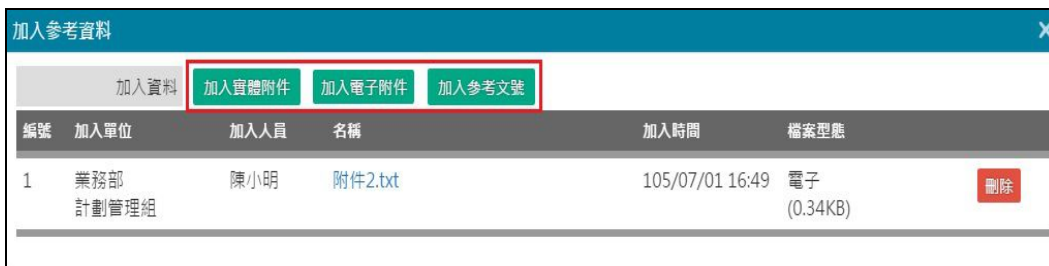 加入參考資料 X
加入資料 加入實體附件 加入電子附件 加入參考文號
編號 加入單位 加入人員 名稱 加入時間 檔案型態
1 業務部 陳小明 附件2.txt 105/07/01 16:49 電子 刪除
計劃管理組 (0.34KB)